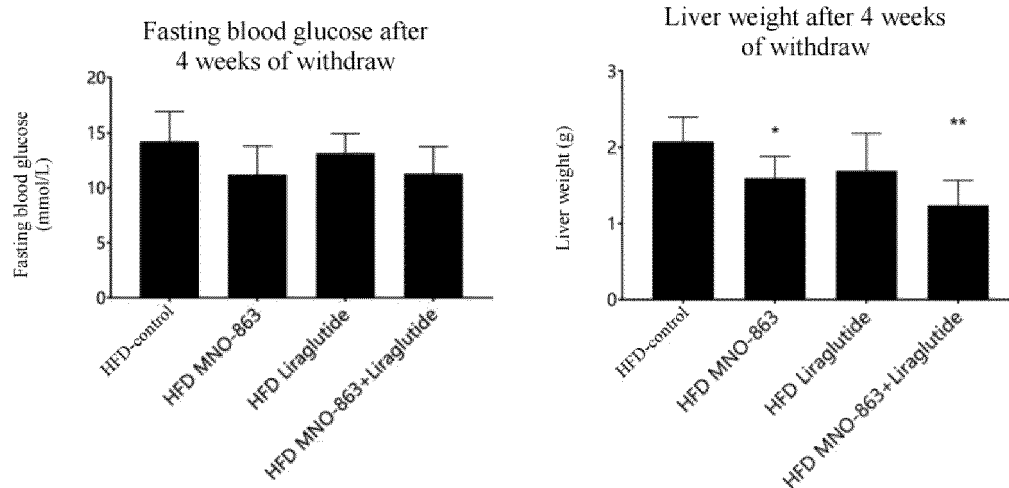 Fasting blood glucose after
4 weeks of withdraw
Fasting blood glucose
(mmol/L)
20
15
10
5
0
HFD-control
HFD MNO-863
HFD Liraglutide
HFD MNO-863+Liraglutide
Liver weight after 4 weeks
of withdraw
Liver weight (g)
3
2
1
0
*
**
HFD-control
HFD MNO-863
HFD Liraglutide
HFD MNO-863+Liraglutide